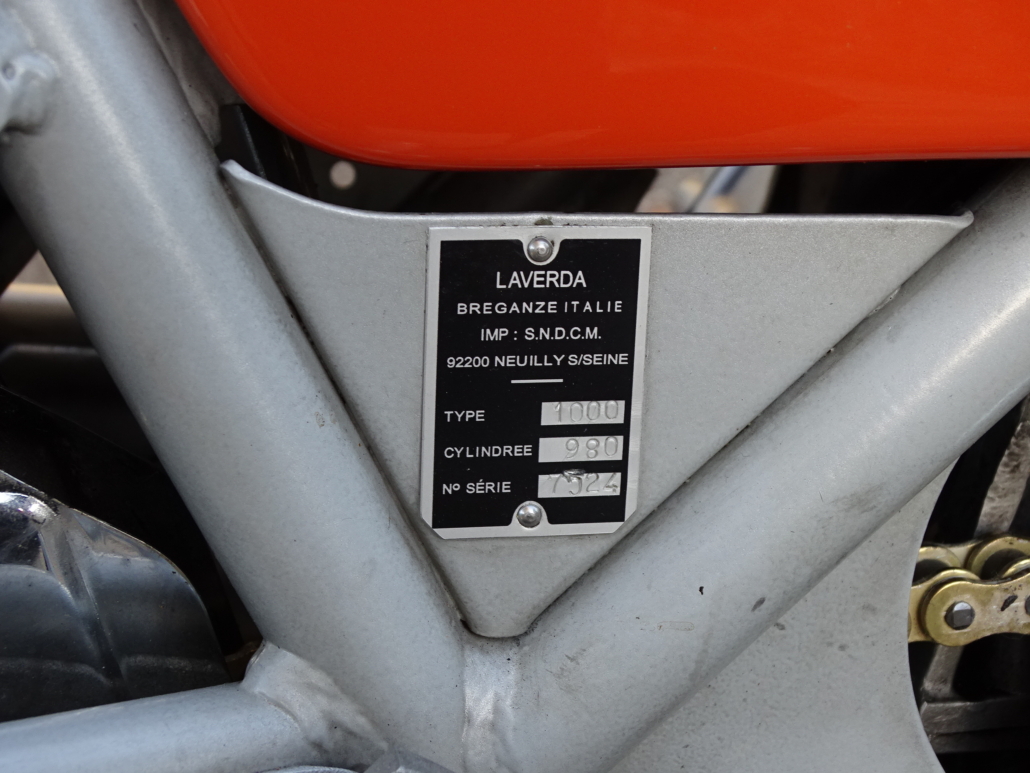 LAVERDA
BREGANZE ITALIE
IMP : S.N.D.C.M.
92200 NEUILLY S/SEINE
TYPE 1000
CYLINDREE 980
Nº SÉRIE 7524